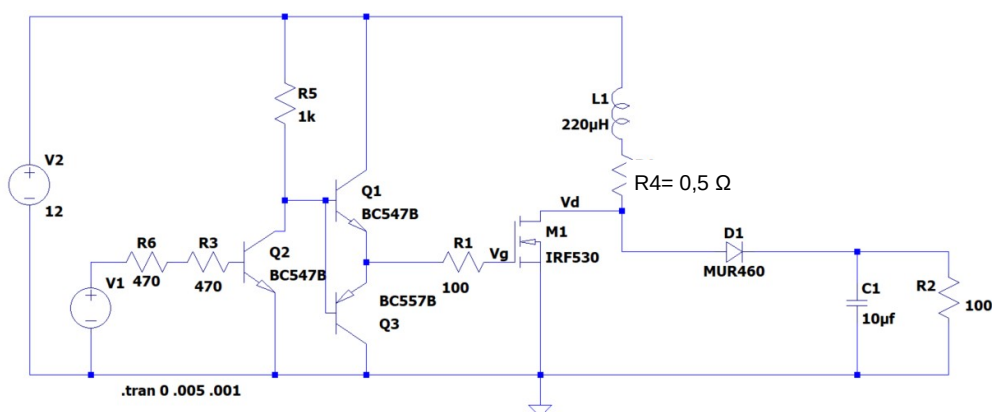 R5
1k
L1
220µH
V2
12
R4= 0,5 Ω
Q1
BC547B
Vd
M1
IRF530
D1
MUR460
R6
470
R3
470
Q2
BC547B
R1
100
Vg
V1
BC557B
Q3
C1
10µf
R2
100
.tran 0 .005 .001